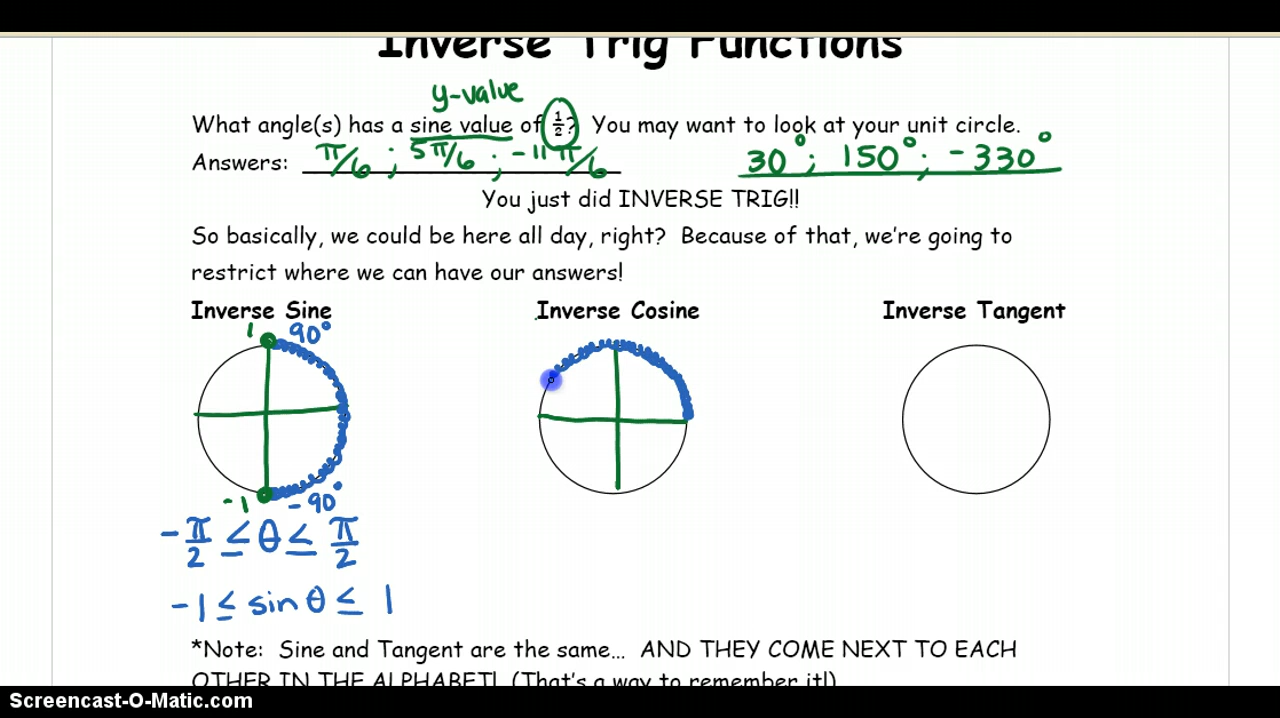 Inverse Trig Functions
y-value
What angle(s) has a sine value of 1/2? You may want to look at your unit circle.
Answers: π/6 ; 5π/6 ; -11π/6 30° ; 150° ; -330°
You just did INVERSE TRIG!!
So basically, we could be here all day, right? Because of that, we're going to
restrict where we can have our answers!
Inverse Sine Inverse Cosine Inverse Tangent
1 90°
-1 -90°
-π/2 ≤ θ ≤ π/2
-1 ≤ sin θ ≤ 1
*Note: Sine and Tangent are the same... AND THEY COME NEXT TO EACH
OTHER IN THE ALPHABET! (That's a way to remember it!)
Screencast-O-Matic.com